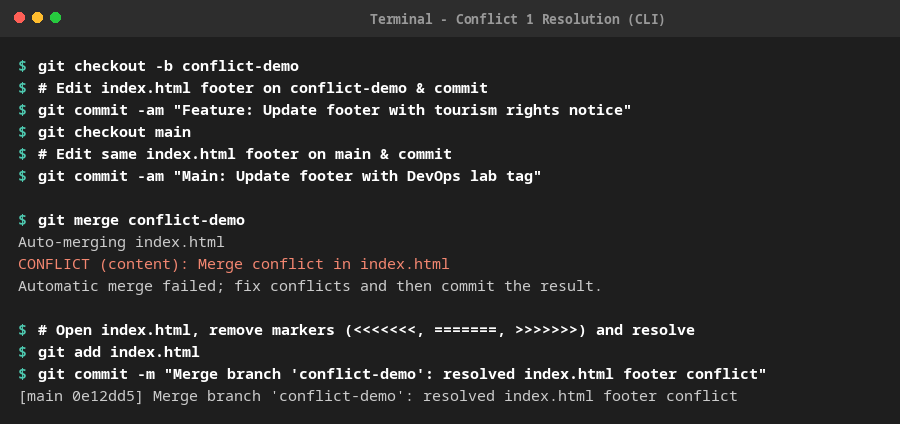 Terminal - Conflict 1 Resolution (CLI)
$ git checkout -b conflict-demo
$ # Edit index.html footer on conflict-demo & commit
$ git commit -am "Feature: Update footer with tourism rights notice"
$ git checkout main
$ # Edit same index.html footer on main & commit
$ git commit -am "Main: Update footer with DevOps lab tag"
$ git merge conflict-demo
Auto-merging index.html
CONFLICT (content): Merge conflict in index.html
Automatic merge failed; fix conflicts and then commit the result.
$ # Open index.html, remove markers (<<<<<<<, =======, >>>>>>>) and resolve
$ git add index.html
$ git commit -m "Merge branch 'conflict-demo': resolved index.html footer conflict"
[main 0e12dd5] Merge branch 'conflict-demo': resolved index.html footer conflict